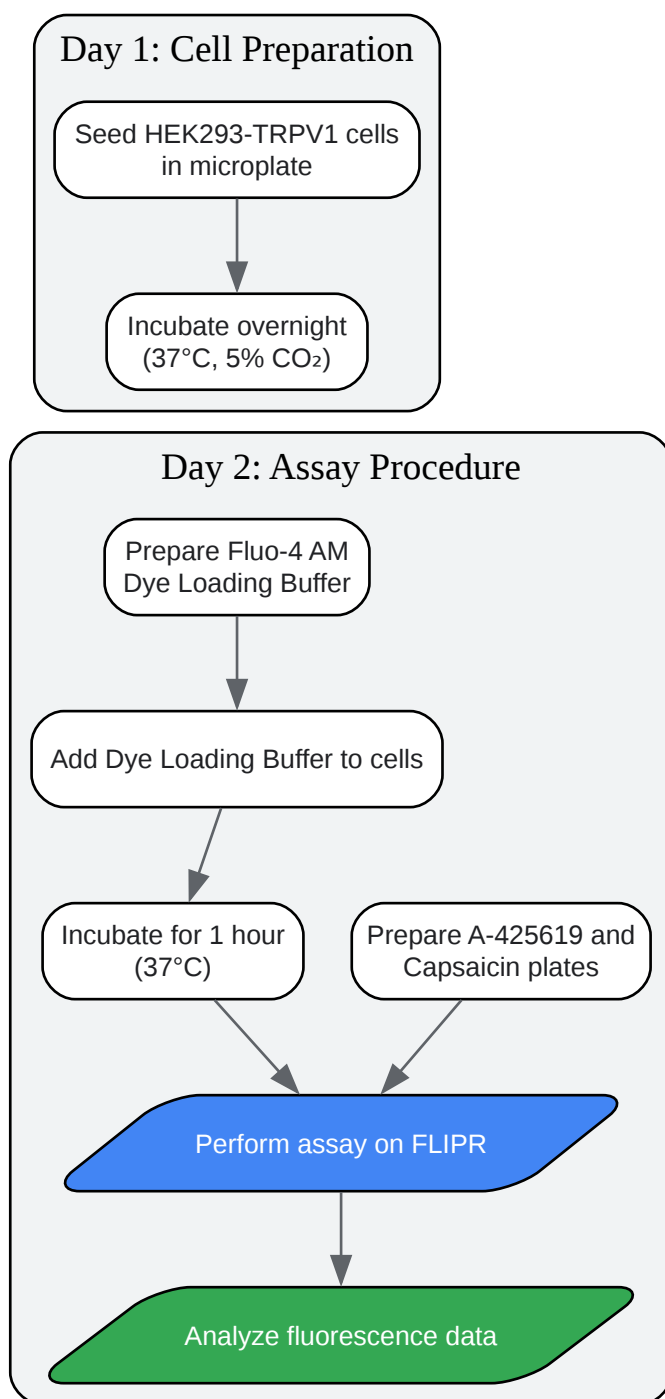 Day 1: Cell Preparation
Seed HEK293-TRPV1 cells
in microplate
Incubate overnight
(37°C, 5% CO₂)
Day 2: Assay Procedure
Prepare Fluo-4 AM
Dye Loading Buffer
Add Dye Loading Buffer to cells
Incubate for 1 hour
(37°C)
Prepare A-425619 and
Capsaicin plates
Perform assay on FLIPR
Analyze fluorescence data